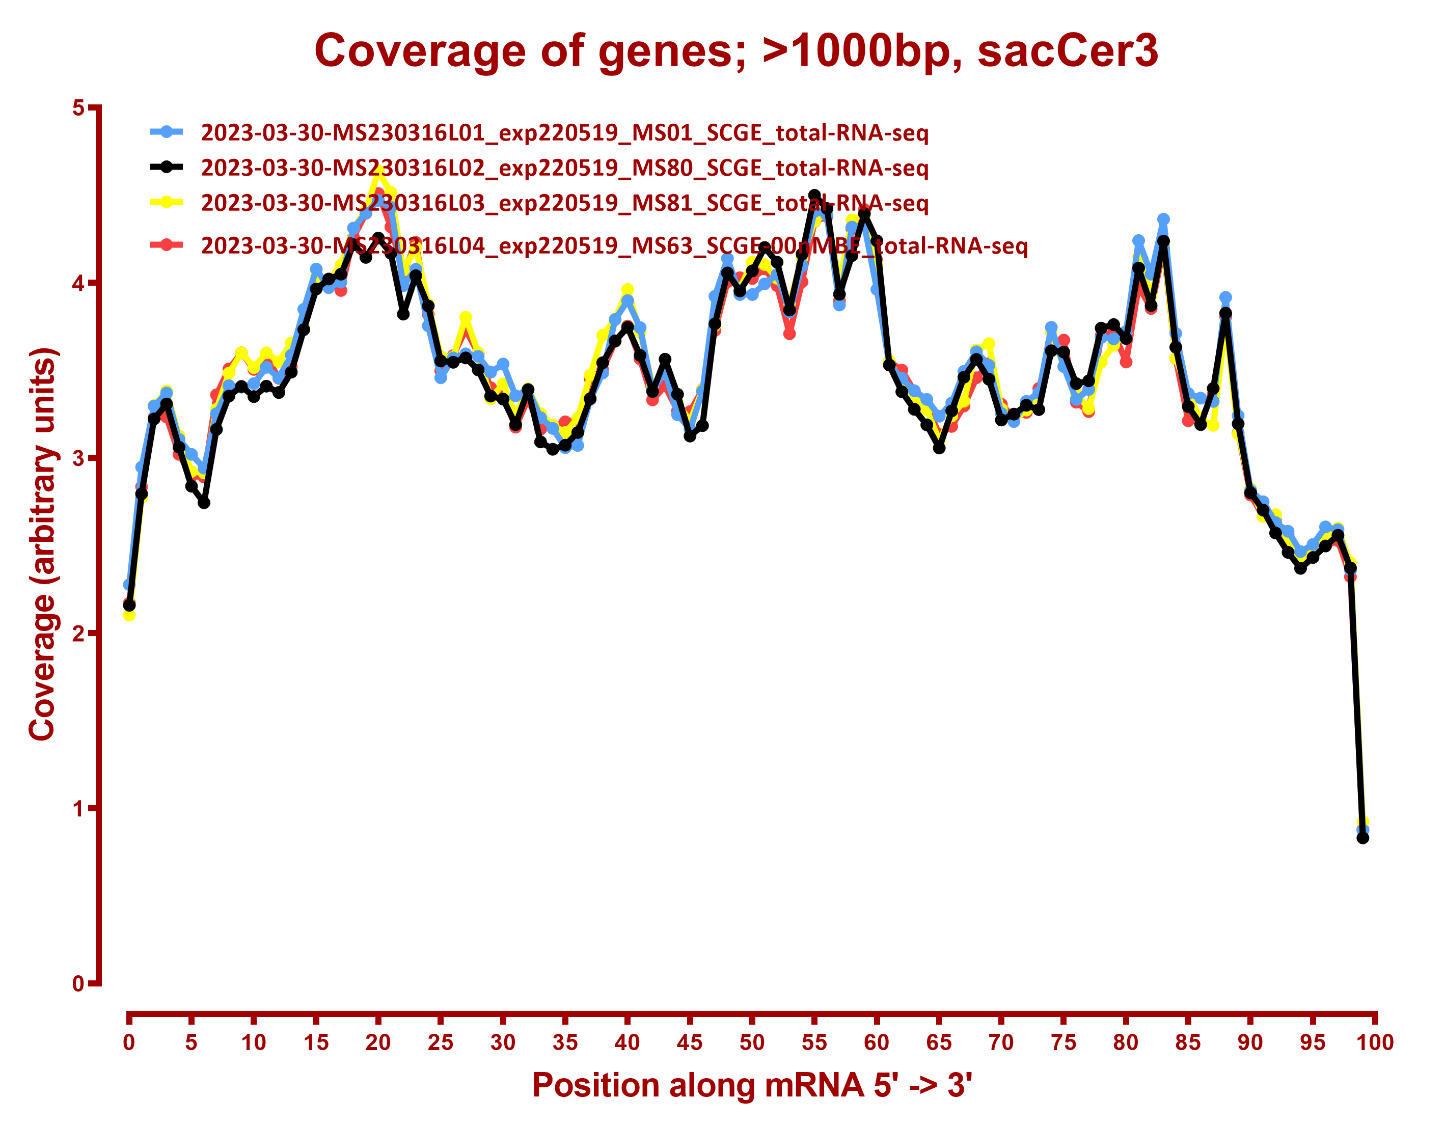 Coverage of genes; >1000bp, sacCer3
5
2023-03-30-MS230316L01_exp220519_MS01_SCGE_total-RNA-seq
2023-03-30-MS230316L02_exp220519_MS80_SCGE_total-RNA-seq
2023-03-30-MS230316L03_exp220519_MS81_SCGE_total-RNA-seq
2023-03-30-MS230316L04_exp220519_MS63_SCGE-00nMBE_total-RNA-seq
4
3
2
1
0
Coverage (arbitrary units)
0 5 10 15 20 25 30 35 40 45 50 55 60 65 70 75 80 85 90 95 100
Position along mRNA 5' -> 3'